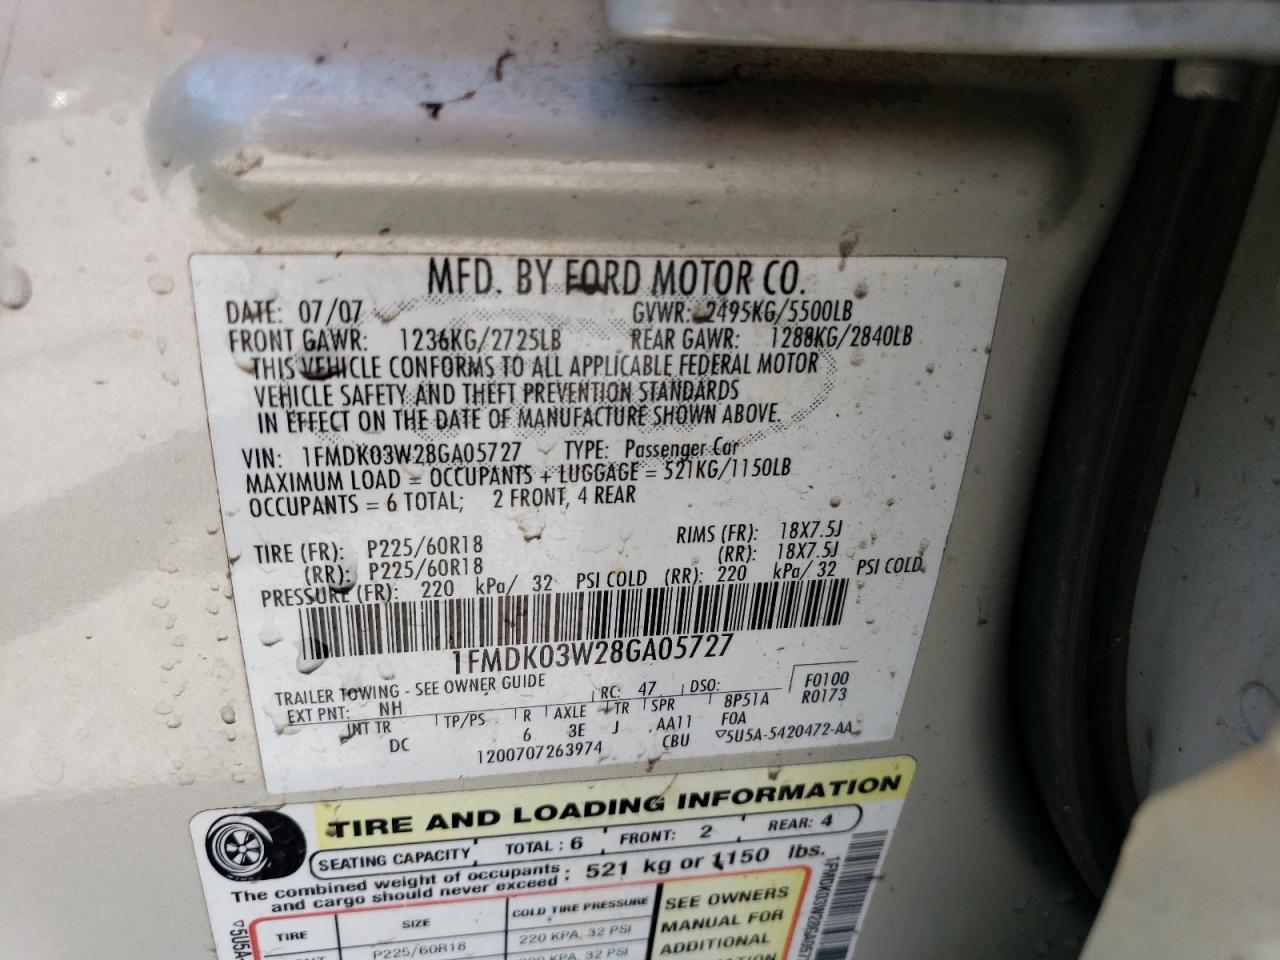 MFD. BY FORD MOTOR CO.
DATE: 07/07 GVWR: 2495KG/5500LB
FRONT GAWR: 1236KG/2725LB REAR GAWR: 1288KG/2840LB
THIS VEHICLE CONFORMS TO ALL APPLICABLE FEDERAL MOTOR
VEHICLE SAFETY AND THEFT PREVENTION STANDARDS
IN EFFECT ON THE DATE OF MANUFACTURE SHOWN ABOVE.
VIN: 1FMDK03W28GA05727 TYPE: Passenger Car
MAXIMUM LOAD = OCCUPANTS + LUGGAGE = 521KG/1150LB
OCCUPANTS = 6 TOTAL; 2 FRONT, 4 REAR
TIRE (FR): P225/60R18 RIMS (FR): 18X7.5J
(RR): P225/60R18 (RR): 18X7.5J
PRESSURE (FR): 220 kPa/ 32 PSI COLD (RR): 220 kPa/ 32 PSI COLD
1FMDK03W28GA05727
TRAILER TOWING - SEE OWNER GUIDE
EXT PNT: NH RC: 47 DSO: F0100
R0173
INT TR TP/PS R AXLE TR SPR 8P51A
DC 6 3E J AA11 FOA
1200707263974 CBU ▽5U5A-5420472-AA
TIRE AND LOADING INFORMATION
SEATING CAPACITY TOTAL : 6 FRONT: 2 REAR: 4
The combined weight of occupants : 521 kg or 1150 lbs.
and cargo should never exceed :
TIRE SIZE COLD TIRE PRESSURE SEE OWNERS
MANUAL FOR
ADDITIONAL
P225/60R18 220 KPA, 32 PSI
▽5U5A-